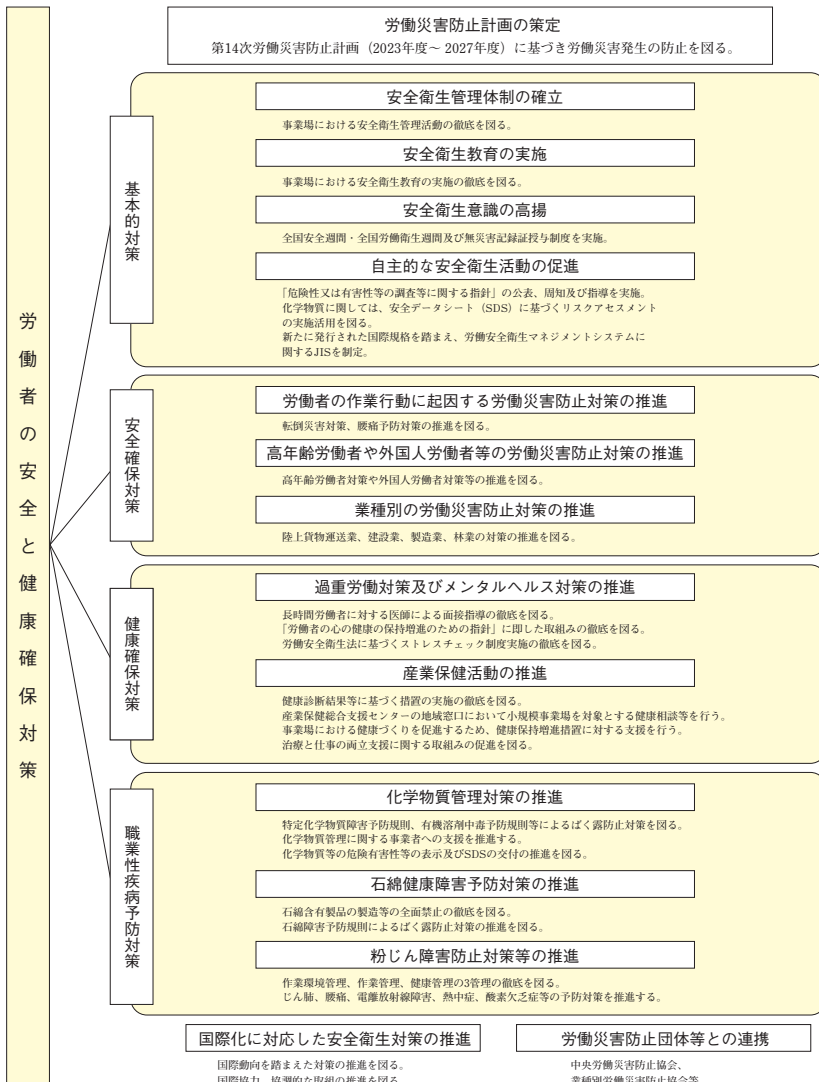 労働者の安全と健康確保対策
労働災害防止計画の策定
第14次労働災害防止計画（2023年度～2027年度）に基づき労働災害発生の防止を図る。
基本的対策
安全衛生管理体制の確立
事業場における安全衛生管理活動の徹底を図る。
安全衛生教育の実施
事業場における安全衛生教育の実施の徹底を図る。
安全衛生意識の高揚
全国安全週間・全国労働衛生週間及び無災害記録証授与制度を実施。
自主的な安全衛生活動の促進
「危険性又は有害性等の調査等に関する指針」の公表、周知及び指導を実施。
化学物質に関しては、安全データシート（SDS）に基づくリスクアセスメント
の実施活用を図る。
新たに発行された国際規格を踏まえ、労働安全衛生マネジメントシステムに
関するJISを制定。
安全確保対策
労働者の作業行動に起因する労働災害防止対策の推進
転倒災害対策、腰痛予防対策の推進を図る。
高年齢労働者や外国人労働者等の労働災害防止対策の推進
高年齢労働者対策や外国人労働者対策等の推進を図る。
業種別の労働災害防止対策の推進
陸上貨物運送業、建設業、製造業、林業の対策の推進を図る。
健康確保対策
過重労働対策及びメンタルヘルス対策の推進
長時間労働者に対する医師による面接指導の徹底を図る。
「労働者の心の健康の保持増進のための指針」に即した取組みの徹底を図る。
労働安全衛生法に基づくストレスチェック制度実施の徹底を図る。
産業保健活動の推進
健康診断結果等に基づく措置の実施の徹底を図る。
産業保健総合支援センターの地域窓口において小規模事業場を対象とする健康相談等を行う。
事業場における健康づくりを促進するため、健康保持増進措置に対する支援を行う。
治療と仕事の両立支援に関する取組みの促進を図る。
職業性疾病予防対策
化学物質管理対策の推進
特定化学物質障害予防規則、有機溶剤中毒予防規則等によるばく露防止対策を図る。
化学物質管理に関する事業者への支援を推進する。
化学物質等の危険有害性等の表示及びSDSの交付の推進を図る。
石綿健康障害予防対策の推進
石綿含有製品の製造等の全面禁止の徹底を図る。
石綿障害予防規則によるばく露防止対策の推進を図る。
粉じん障害防止対策等の推進
作業環境管理、作業管理、健康管理の3管理の徹底を図る。
じん肺、腰痛、電離放射線障害、熱中症、酸素欠乏症等の予防対策を推進する。
国際化に対応した安全衛生対策の推進
国際動向を踏まえた対策の推進を図る。
国際協力、協調的な取組の推進を図る。
労働災害防止団体等との連携
中央労働災害防止協会、
業種別労働災害防止協会等